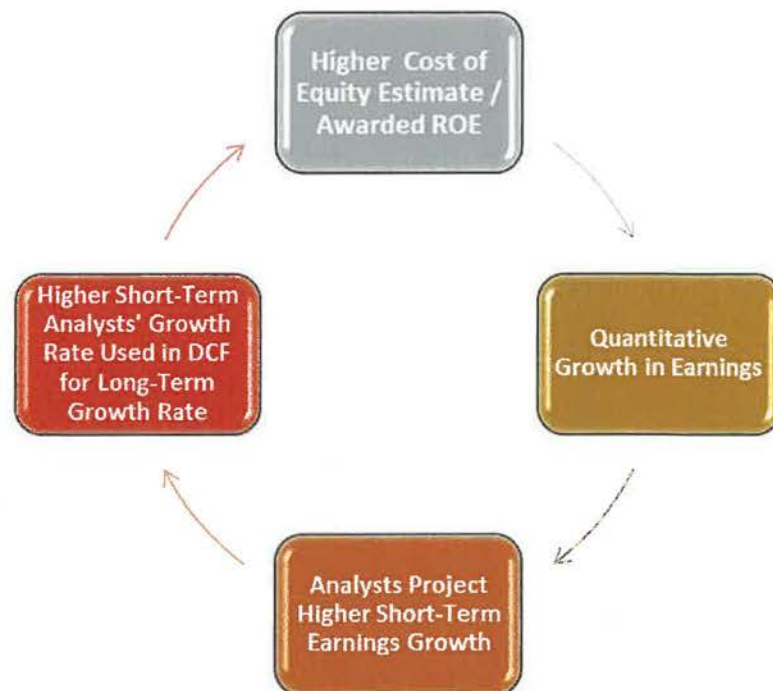 Higher Cost of
Equity Estimate /
Awarded ROE
Quantitative
Growth in Earnings
Analysts Project
Higher Short-Term
Earnings Growth
Higher Short-Term
Analysts' Growth
Rate Used in DCF
for Long-Term
Growth Rate